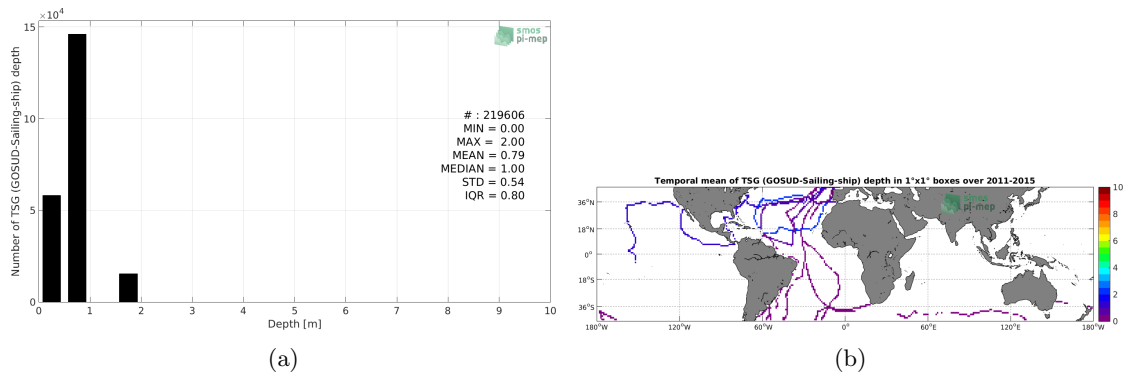 ×10⁴
15
10
5
0
Number of TSG (GOSUD-Sailing-ship) depth
smos
pi-mep
# : 219606
MIN = 0.00
MAX = 2.00
MEAN = 0.79
MEDIAN = 1.00
STD = 0.54
IQR = 0.80
0 1 2 3 4 5 6 7 8 9 10
Depth [m]
(a)
Temporal mean of TSG (GOSUD-Sailing-ship) depth in 1°x1° boxes over 2011-2015
smos
pi-mep
36°N
18°N
0°
18°S
36°S
180°W 120°W 60°W 0° 60°E 120°E 180°W
10
8
6
4
2
0
(b)